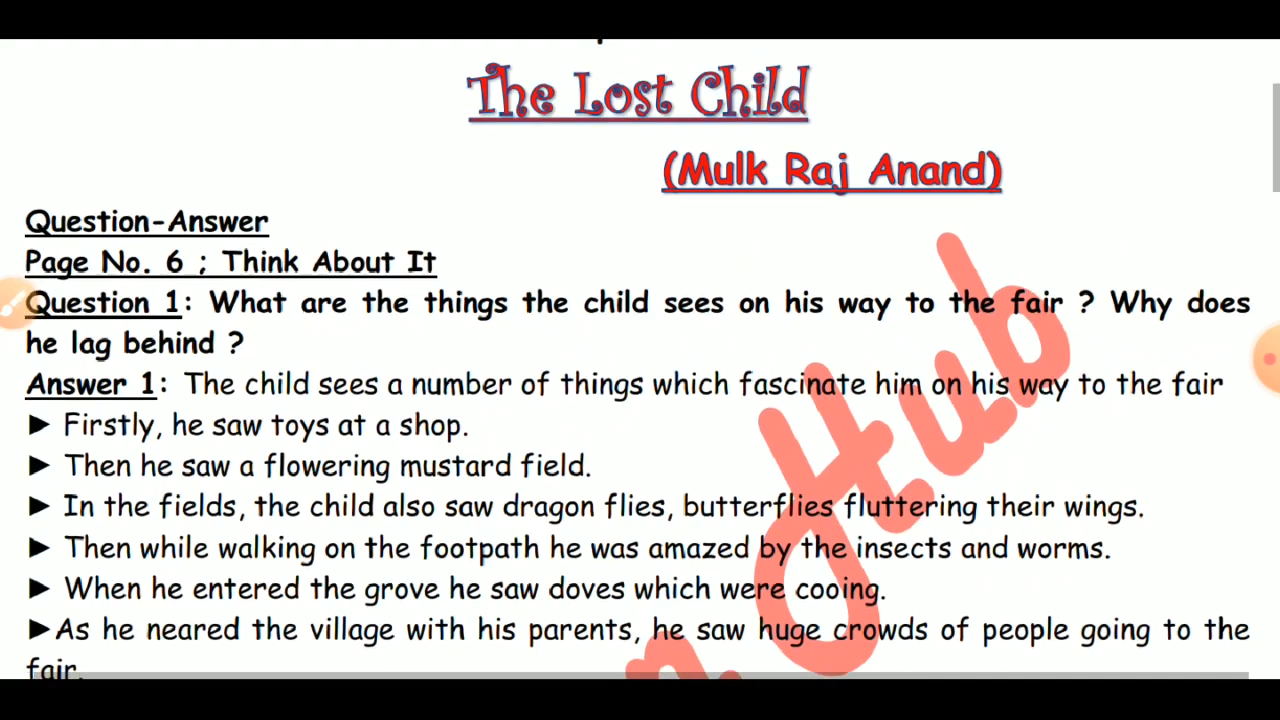 The Lost Child
(Mulk Raj Anand)
Question-Answer
Page No. 6 ; Think About It
Question 1: What are the things the child sees on his way to the fair ? Why does
he lag behind ?
Answer 1: The child sees a number of things which fascinate him on his way to the fair
► Firstly, he saw toys at a shop.
► Then he saw a flowering mustard field.
► In the fields, the child also saw dragon flies, butterflies fluttering their wings.
► Then while walking on the footpath he was amazed by the insects and worms.
► When he entered the grove he saw doves which were cooing.
►As he neared the village with his parents, he saw huge crowds of people going to the
fair.
Hub